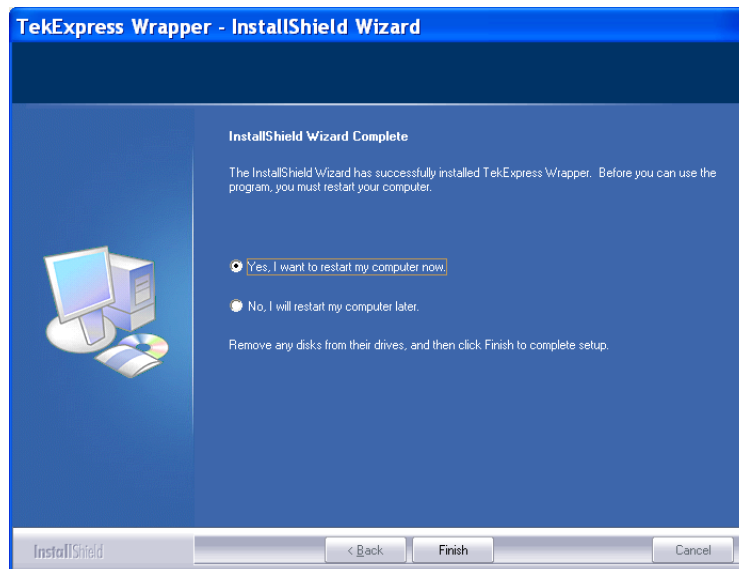 TekExpress Wrapper - InstallShield Wizard
InstallShield Wizard Complete
The InstallShield Wizard has successfully installed TekExpress Wrapper. Before you can use the
program, you must restart your computer.
Yes, I want to restart my computer now.
No, I will restart my computer later.
Remove any disks from their drives, and then click Finish to complete setup.
InstallShield
< Back
Finish
Cancel